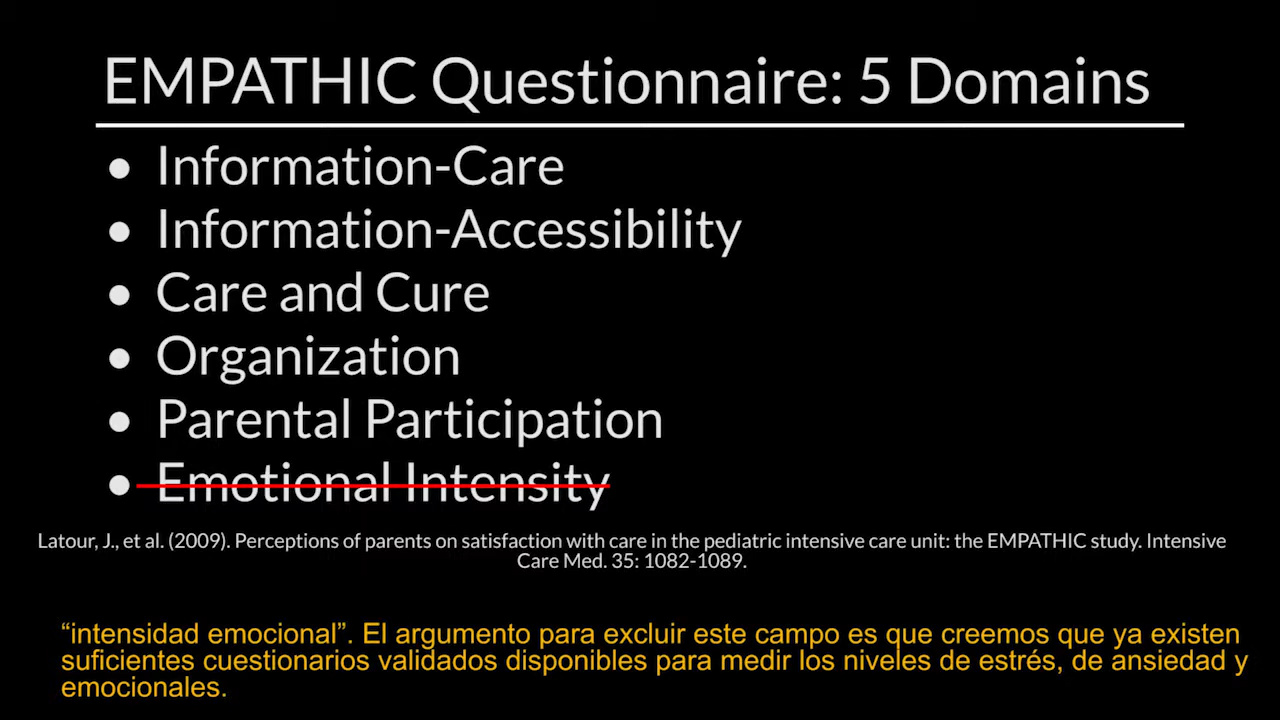 EMPATHIC Questionnaire: 5 Domains
• Information-Care
• Information-Accessibility
• Care and Cure
• Organization
• Parental Participation
• Emotional Intensity
Latour, J., et al. (2009). Perceptions of parents on satisfaction with care in the pediatric intensive care unit: the EMPATHIC study. Intensive
Care Med. 35: 1082-1089.
“intensidad emocional”. El argumento para excluir este campo es que creemos que ya existen
suficientes cuestionarios validados disponibles para medir los niveles de estrés, de ansiedad y
emocionales.